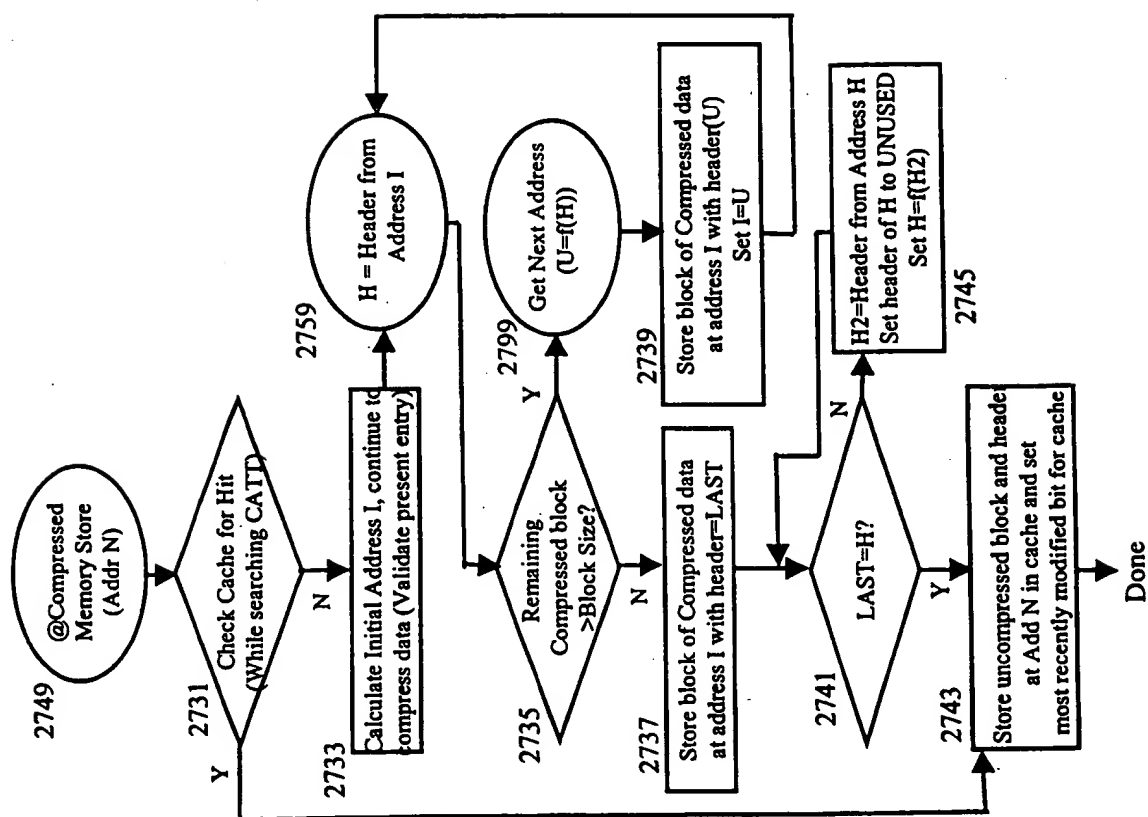 2749
@Compressed
Memory Store
(Addr N)
2731
Check Cache for Hit
(While searching CATT)
Y
N
2733
Calculate Initial Address I, continue to
compress data (Validate present entry)
2759
H = Header from
Address I
2735
Remaining
Compressed block
>Block Size?
Y
N
2799
Get Next Address
(U=f(H))
2739
Store block of Compressed data
at address I with header(U)
Set I=U
2737
Store block of Compressed data
at address I with header=LAST
2741
LAST=H?
N
Y
H2=Header from Address H
Set header of H to UNUSED
Set H=f(H2)
2745
2743
Store uncompressed block and header
at Add N in cache and set
most recently modified bit for cache
Done